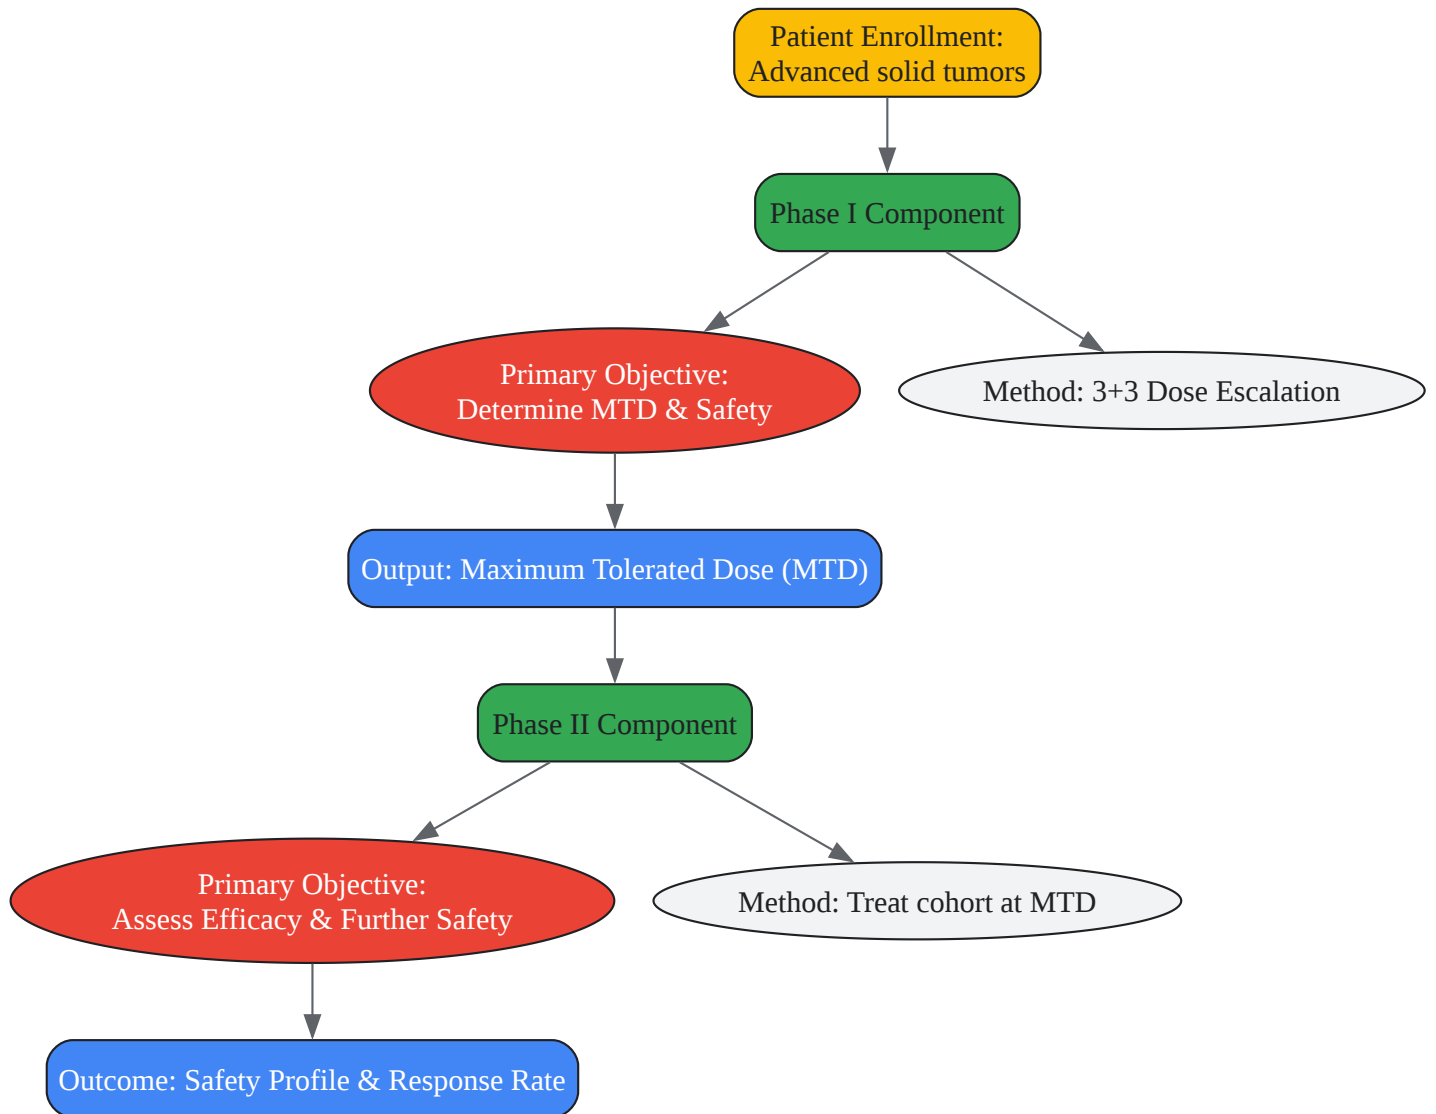 Patient Enrollment:
Advanced solid tumors
Phase I Component
Primary Objective:
Determine MTD & Safety
Method: 3+3 Dose Escalation
Output: Maximum Tolerated Dose (MTD)
Phase II Component
Primary Objective:
Assess Efficacy & Further Safety
Method: Treat cohort at MTD
Outcome: Safety Profile & Response Rate